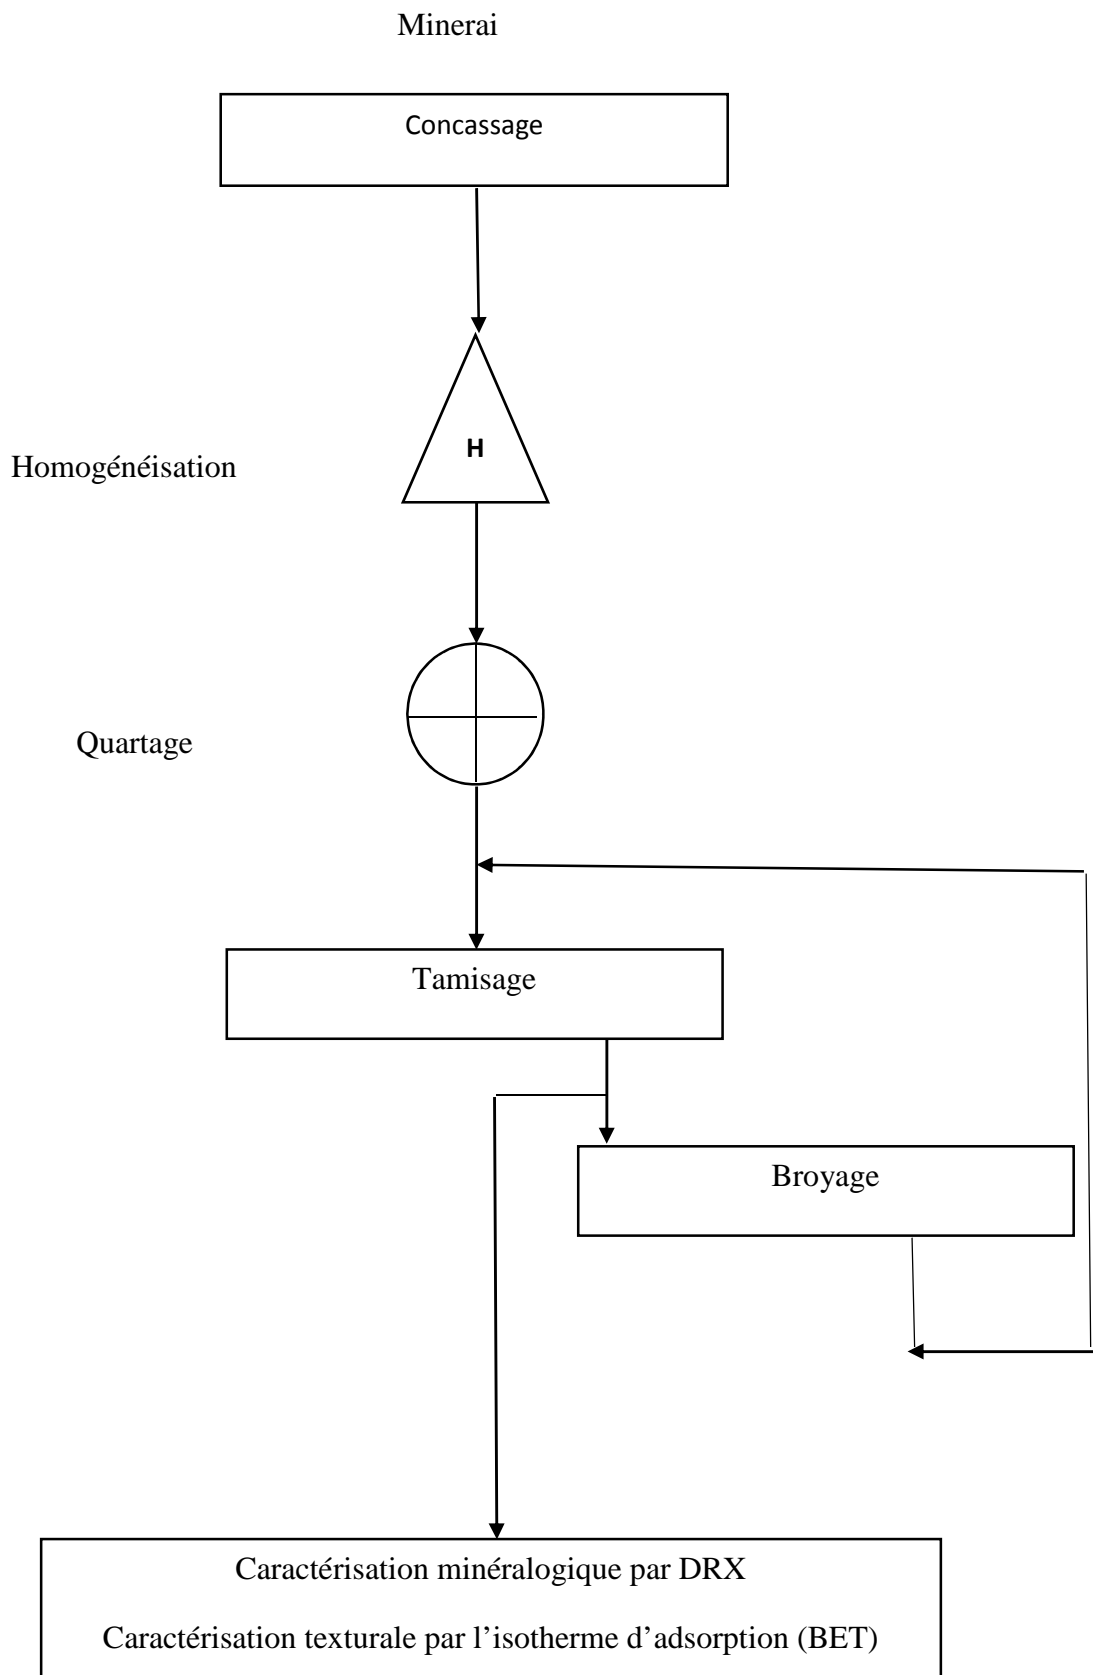 Minerai
Concassage
H
Homogénéisation
Quartage
Tamisage
Broyage
Caractérisation minéralogique par DRX
Caractérisation texturale par l’isotherme d’adsorption (BET)